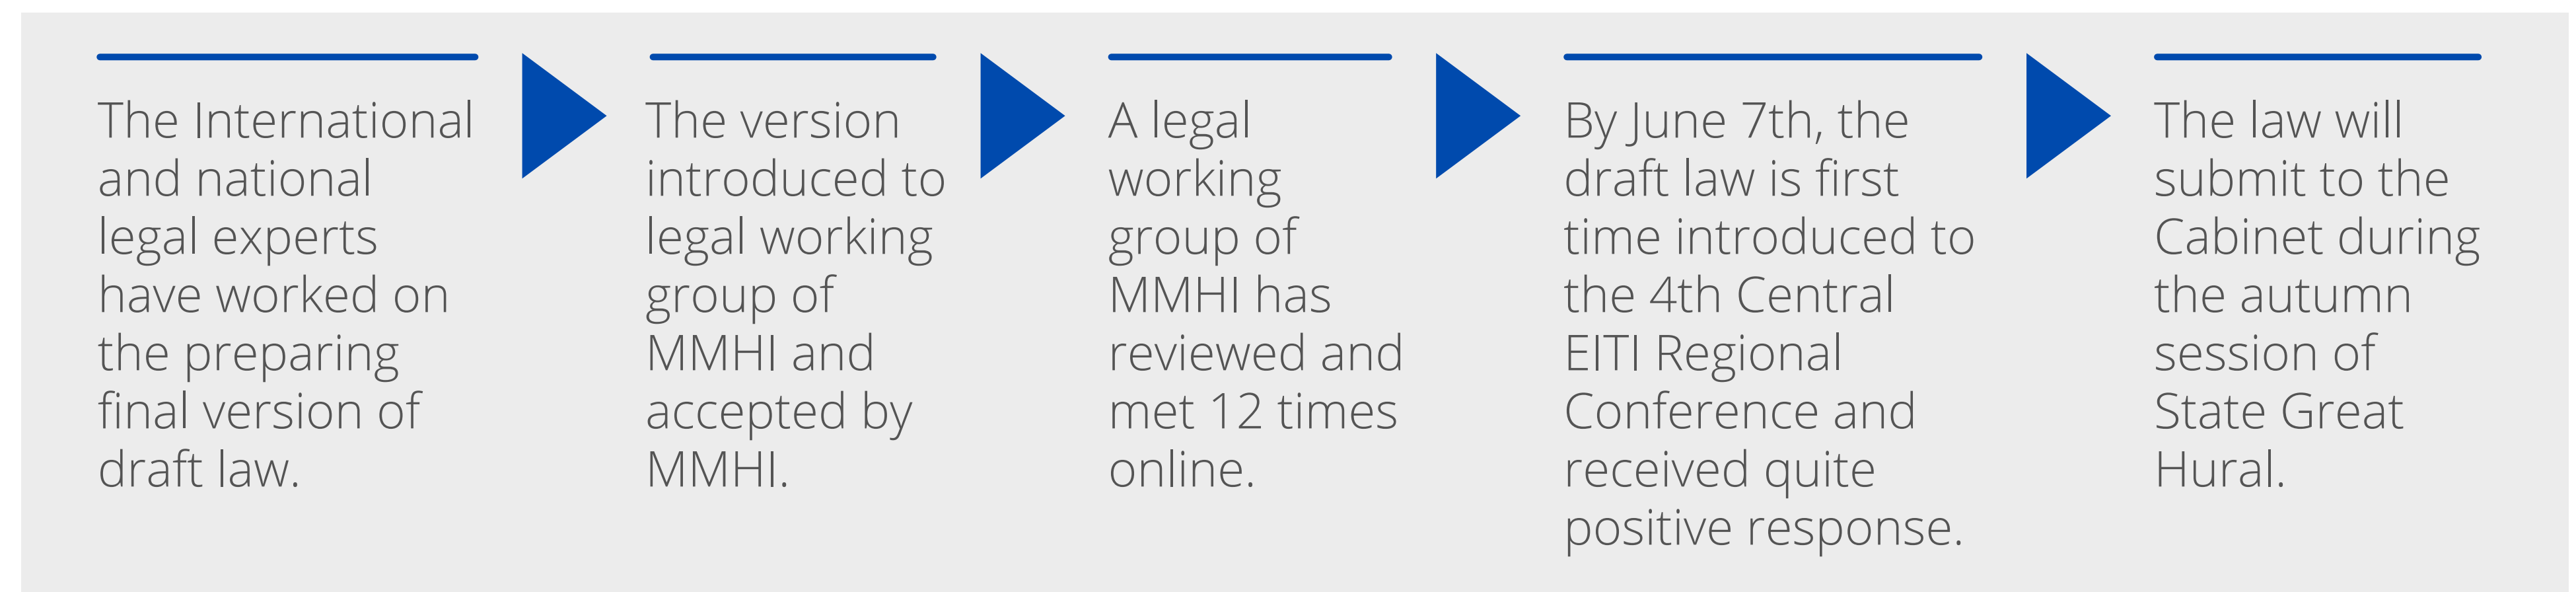 The International
and national
legal experts
have worked on
the preparing
final version of
draft law.
The version
introduced to
legal working
group of
MMHI and
accepted by
MMHI.
A legal
working
group of
MMHI has
reviewed and
met 12 times
online.
By June 7th, the
draft law is first
time introduced to
the 4th Central
EITI Regional
Conference and
received quite
positive response.
The law will
submit to the
Cabinet during
the autumn
session of
State Great
Hural.